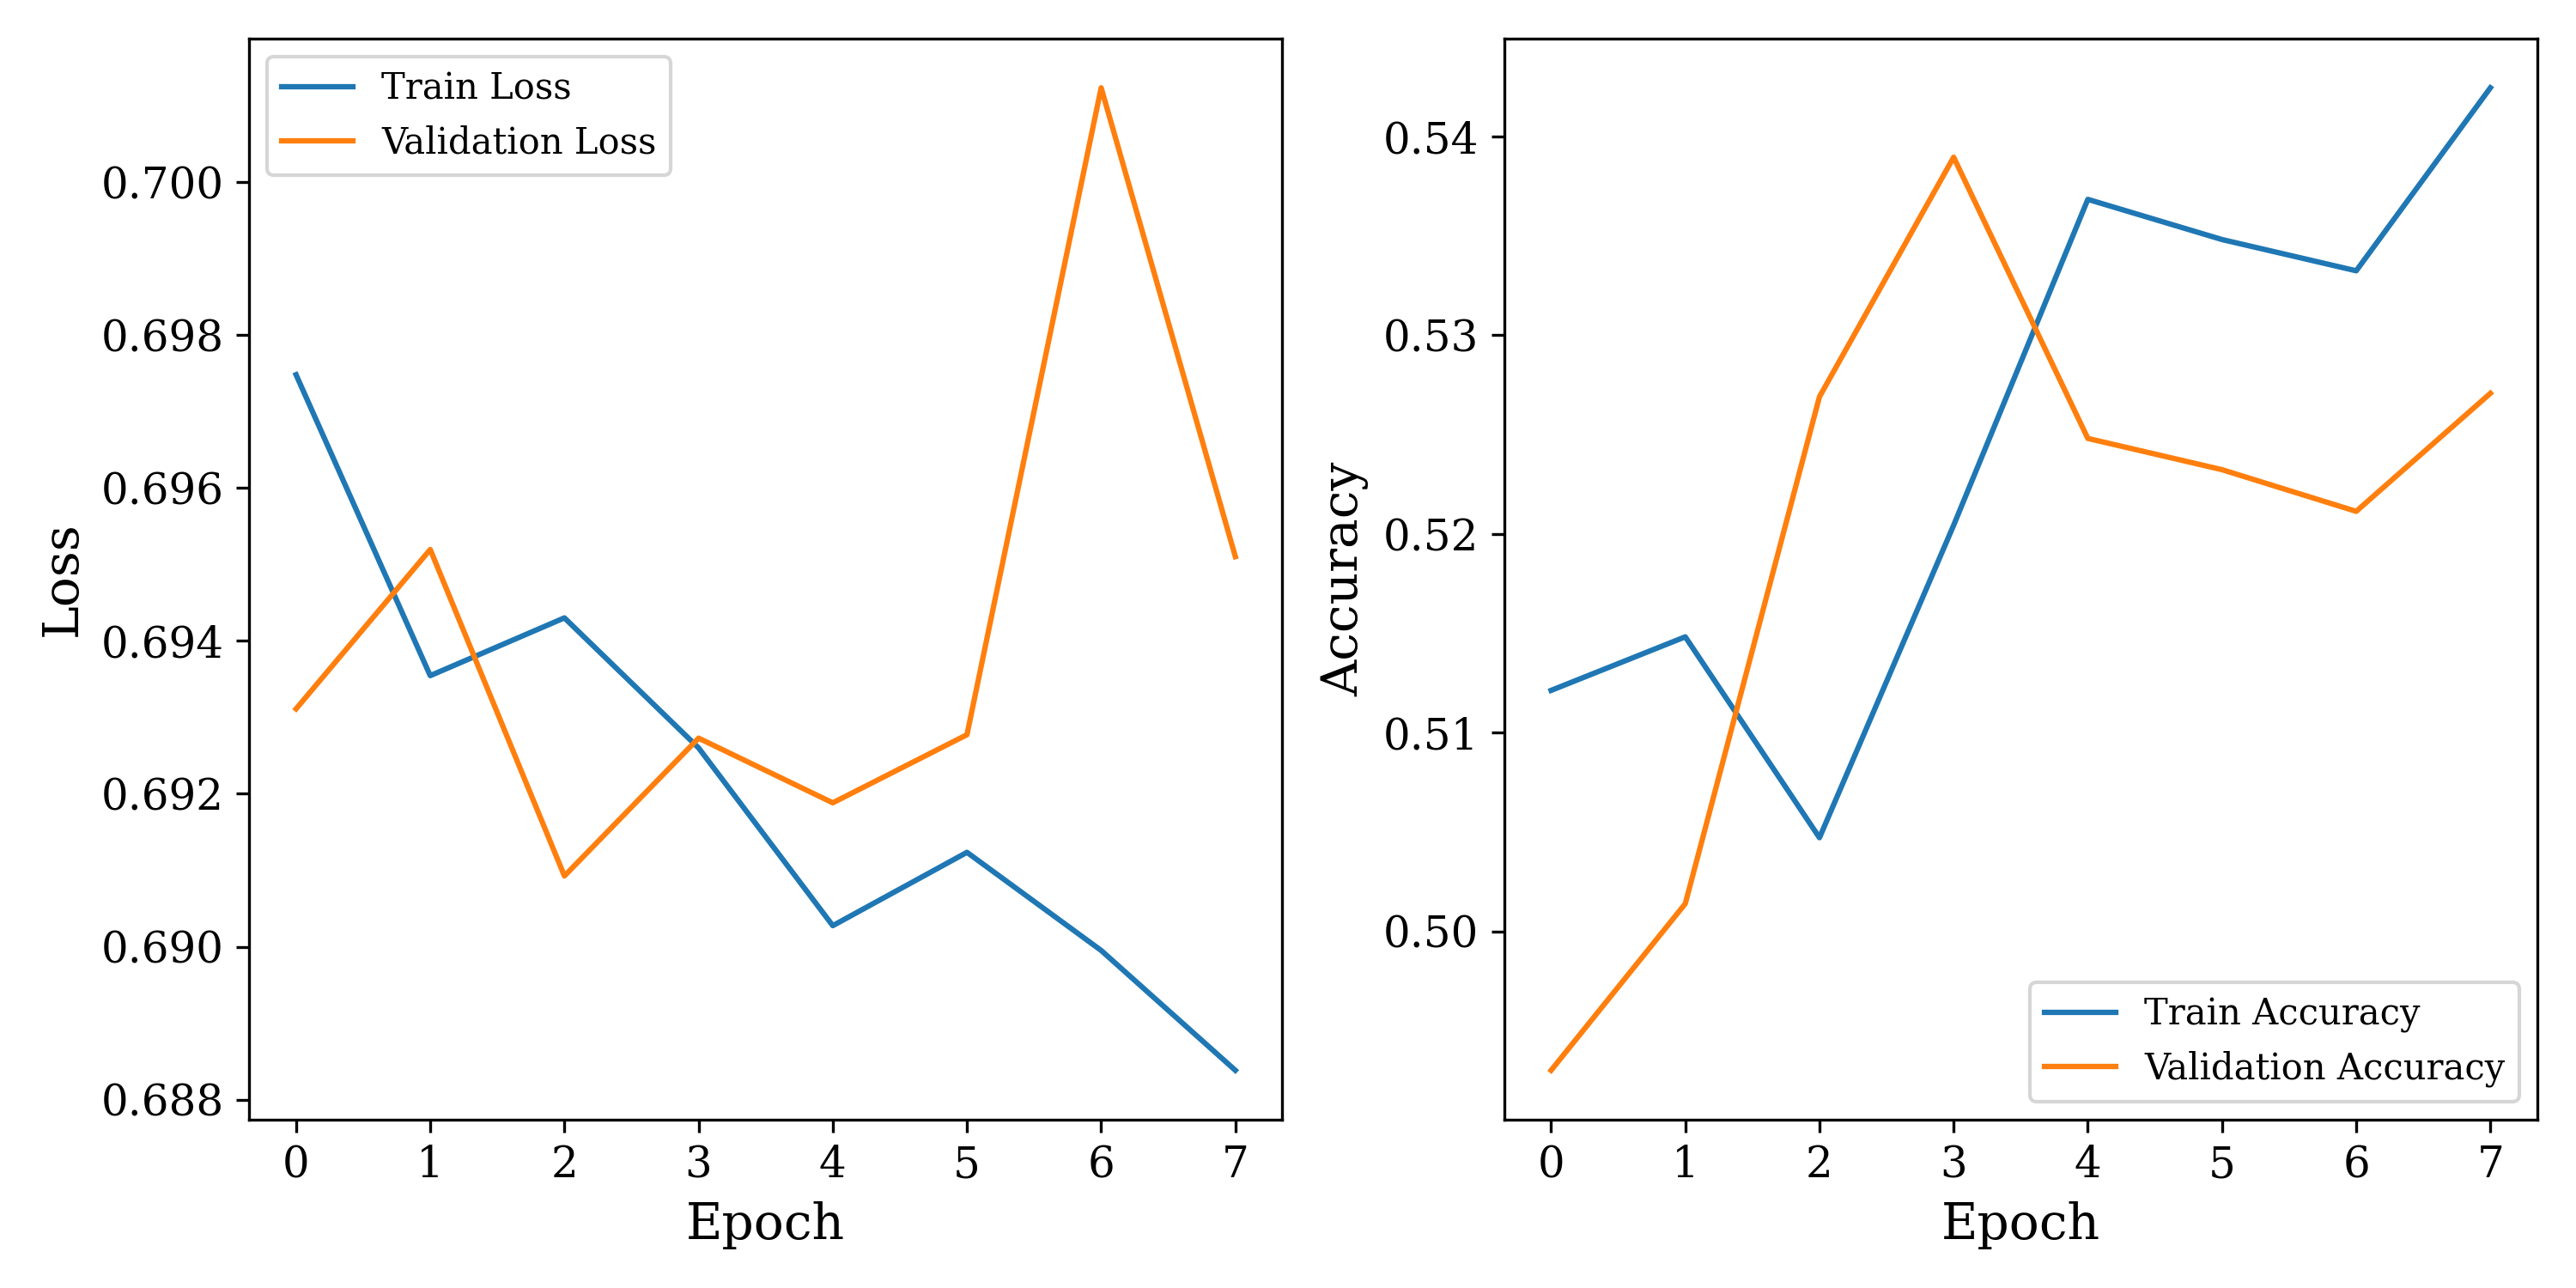 Train Loss
Validation Loss
0.700
0.698
0.696
0.694
0.692
0.690
0.688
Loss
0 1 2 3 4 5 6 7
Epoch
0.54
0.53
0.52
0.51
0.50
Accuracy
Train Accuracy
Validation Accuracy
0 1 2 3 4 5 6 7
Epoch